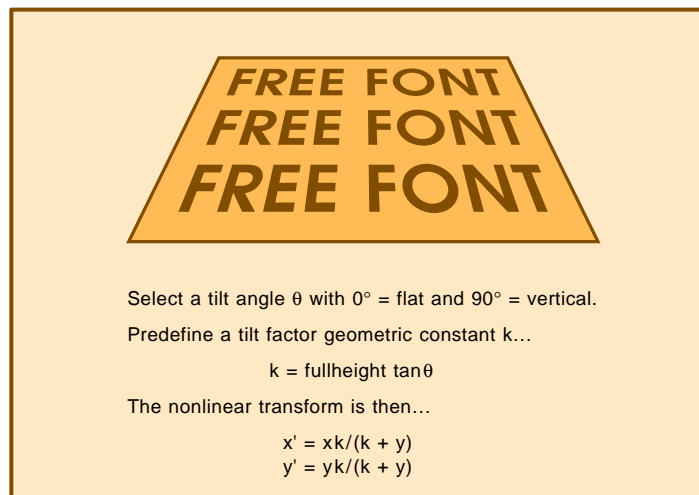 FREE FONT
FREE FONT
FREE FONT
Select a tilt angle θ with 0° = flat and 90° = vertical.
Predefine a tilt factor geometric constant k…
k = fullheight tanθ
The nonlinear transform is then…
x' = xk/(k + y)
y' = yk/(k + y)